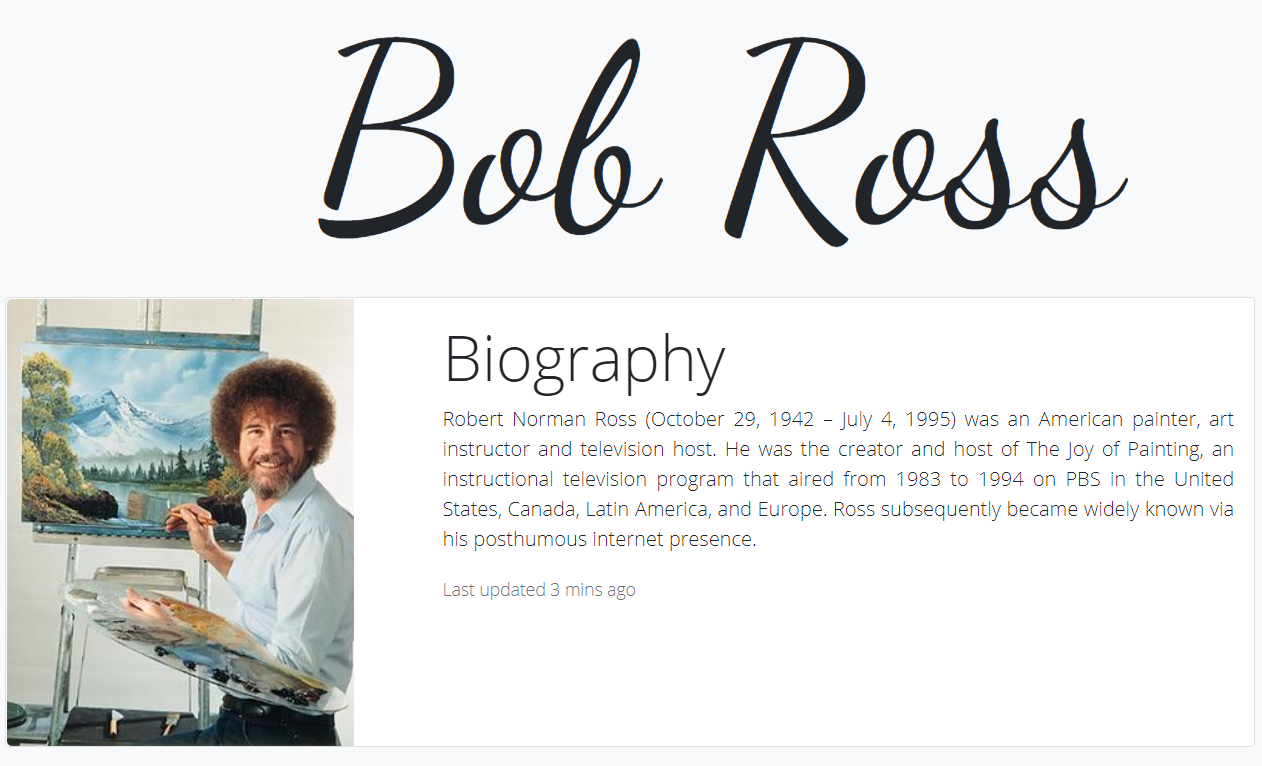 Bob Ross
Biography
Robert Norman Ross (October 29, 1942 – July 4, 1995) was an American painter, art
instructor and television host. He was the creator and host of The Joy of Painting, an
instructional television program that aired from 1983 to 1994 on PBS in the United
States, Canada, Latin America, and Europe. Ross subsequently became widely known via
his posthumous internet presence.
Last updated 3 mins ago